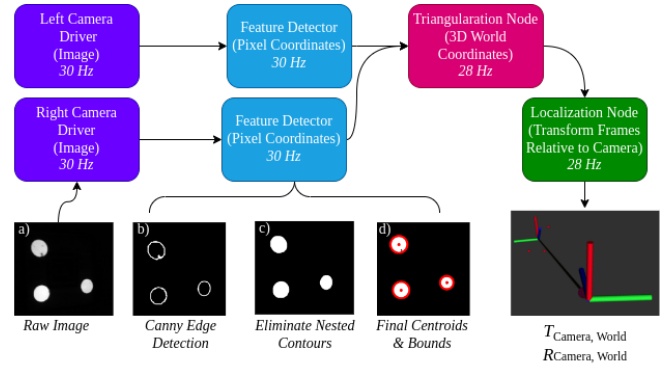 Left Camera
Driver
(Image)
30 Hz
Feature Detector
(Pixel Coordinates)
30 Hz
Triangularation Node
(3D World
Coordinates)
28 Hz
Right Camera
Driver
(Image)
30 Hz
Feature Detector
(Pixel Coordinates)
30 Hz
Localization Node
(Transform Frames
Relative to Camera)
28 Hz
a)
b)
c)
d)
Raw Image
Canny Edge
Detection
Eliminate Nested
Contours
Final Centroids
& Bounds
TCamera, World
RCamera, World